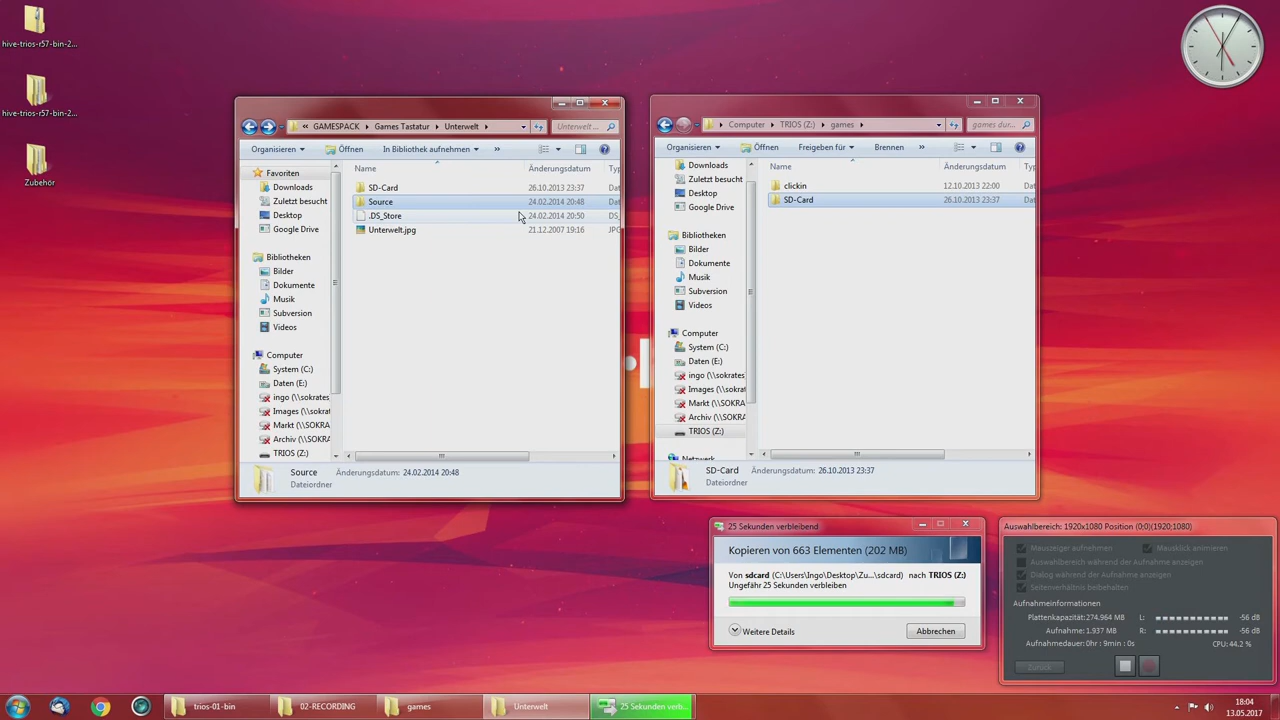 hive-trios-r57-bin-2...
hive-trios-r57-bin-2...
Zubehör
« GAMESPACK Games Tastatur Unterwelt
Unterwelt ...
Organisieren Öffnen In Bibliothek aufnehmen »
Favoriten
Downloads
Zuletzt besucht
Desktop
Google Drive
Bibliotheken
Bilder
Dokumente
Musik
Subversion
Videos
Computer
System (C:)
Daten (E:)
ingo (\\sokrates
Images (\\sokrat
Markt (\\SOKRA
Archiv (\\SOKRA
TRIOS (Z:)
Name Änderungsdatum Typ
SD-Card 26.10.2013 23:37 Dat
Source 24.02.2014 20:48 Dat
.DS_Store 24.02.2014 20:50 DS_
Unterwelt.jpg 21.12.2007 19:16 JPG
Source Änderungsdatum: 24.02.2014 20:48
Dateiordner
Computer TRIOS (Z:) games
games dur...
Organisieren Öffnen Freigeben für Brennen »
Downloads
Zuletzt besucht
Desktop
Google Drive
Bibliotheken
Bilder
Dokumente
Musik
Subversion
Videos
Computer
System (C:)
Daten (E:)
ingo (\\sokrates
Images (\\sokrat
Markt (\\SOKRA
Archiv (\\SOKRA
TRIOS (Z:)
Netzwerk
Name Änderungsdatum Typ
clickin 12.10.2013 22:00 Dat
SD-Card 26.10.2013 23:37 Dat
SD-Card Änderungsdatum: 26.10.2013 23:37
Dateiordner
25 Sekunden verbleibend
Kopieren von 663 Elementen (202 MB)
Von sdcard (C:\Users\Ingo\Desktop\Zu...\sdcard) nach TRIOS (Z:)
Ungefähr 25 Sekunden verbleiben
Weitere Details Abbrechen
Auswahlbereich: 1920x1080 Position (0;0)(1920;1080)
Mauszeiger aufnehmen Mausklick animieren
Auswahlbereich während der Aufnahme anzeigen
Dialog während der Aufnahme anzeigen
Seitenverhältnis beibehalten
Aufnahmeinformationen
Plattenkapazität: 274.964 MB L: -56 dB
Aufnahme: 1.937 MB R: -56 dB
Aufnahmedauer: 0hr : 9min : 0s CPU: 44.2 %
Zurück
trios-01-bin 02-RECORDING games Unterwelt 25 Sekunden verb...
18:04
13.05.2017